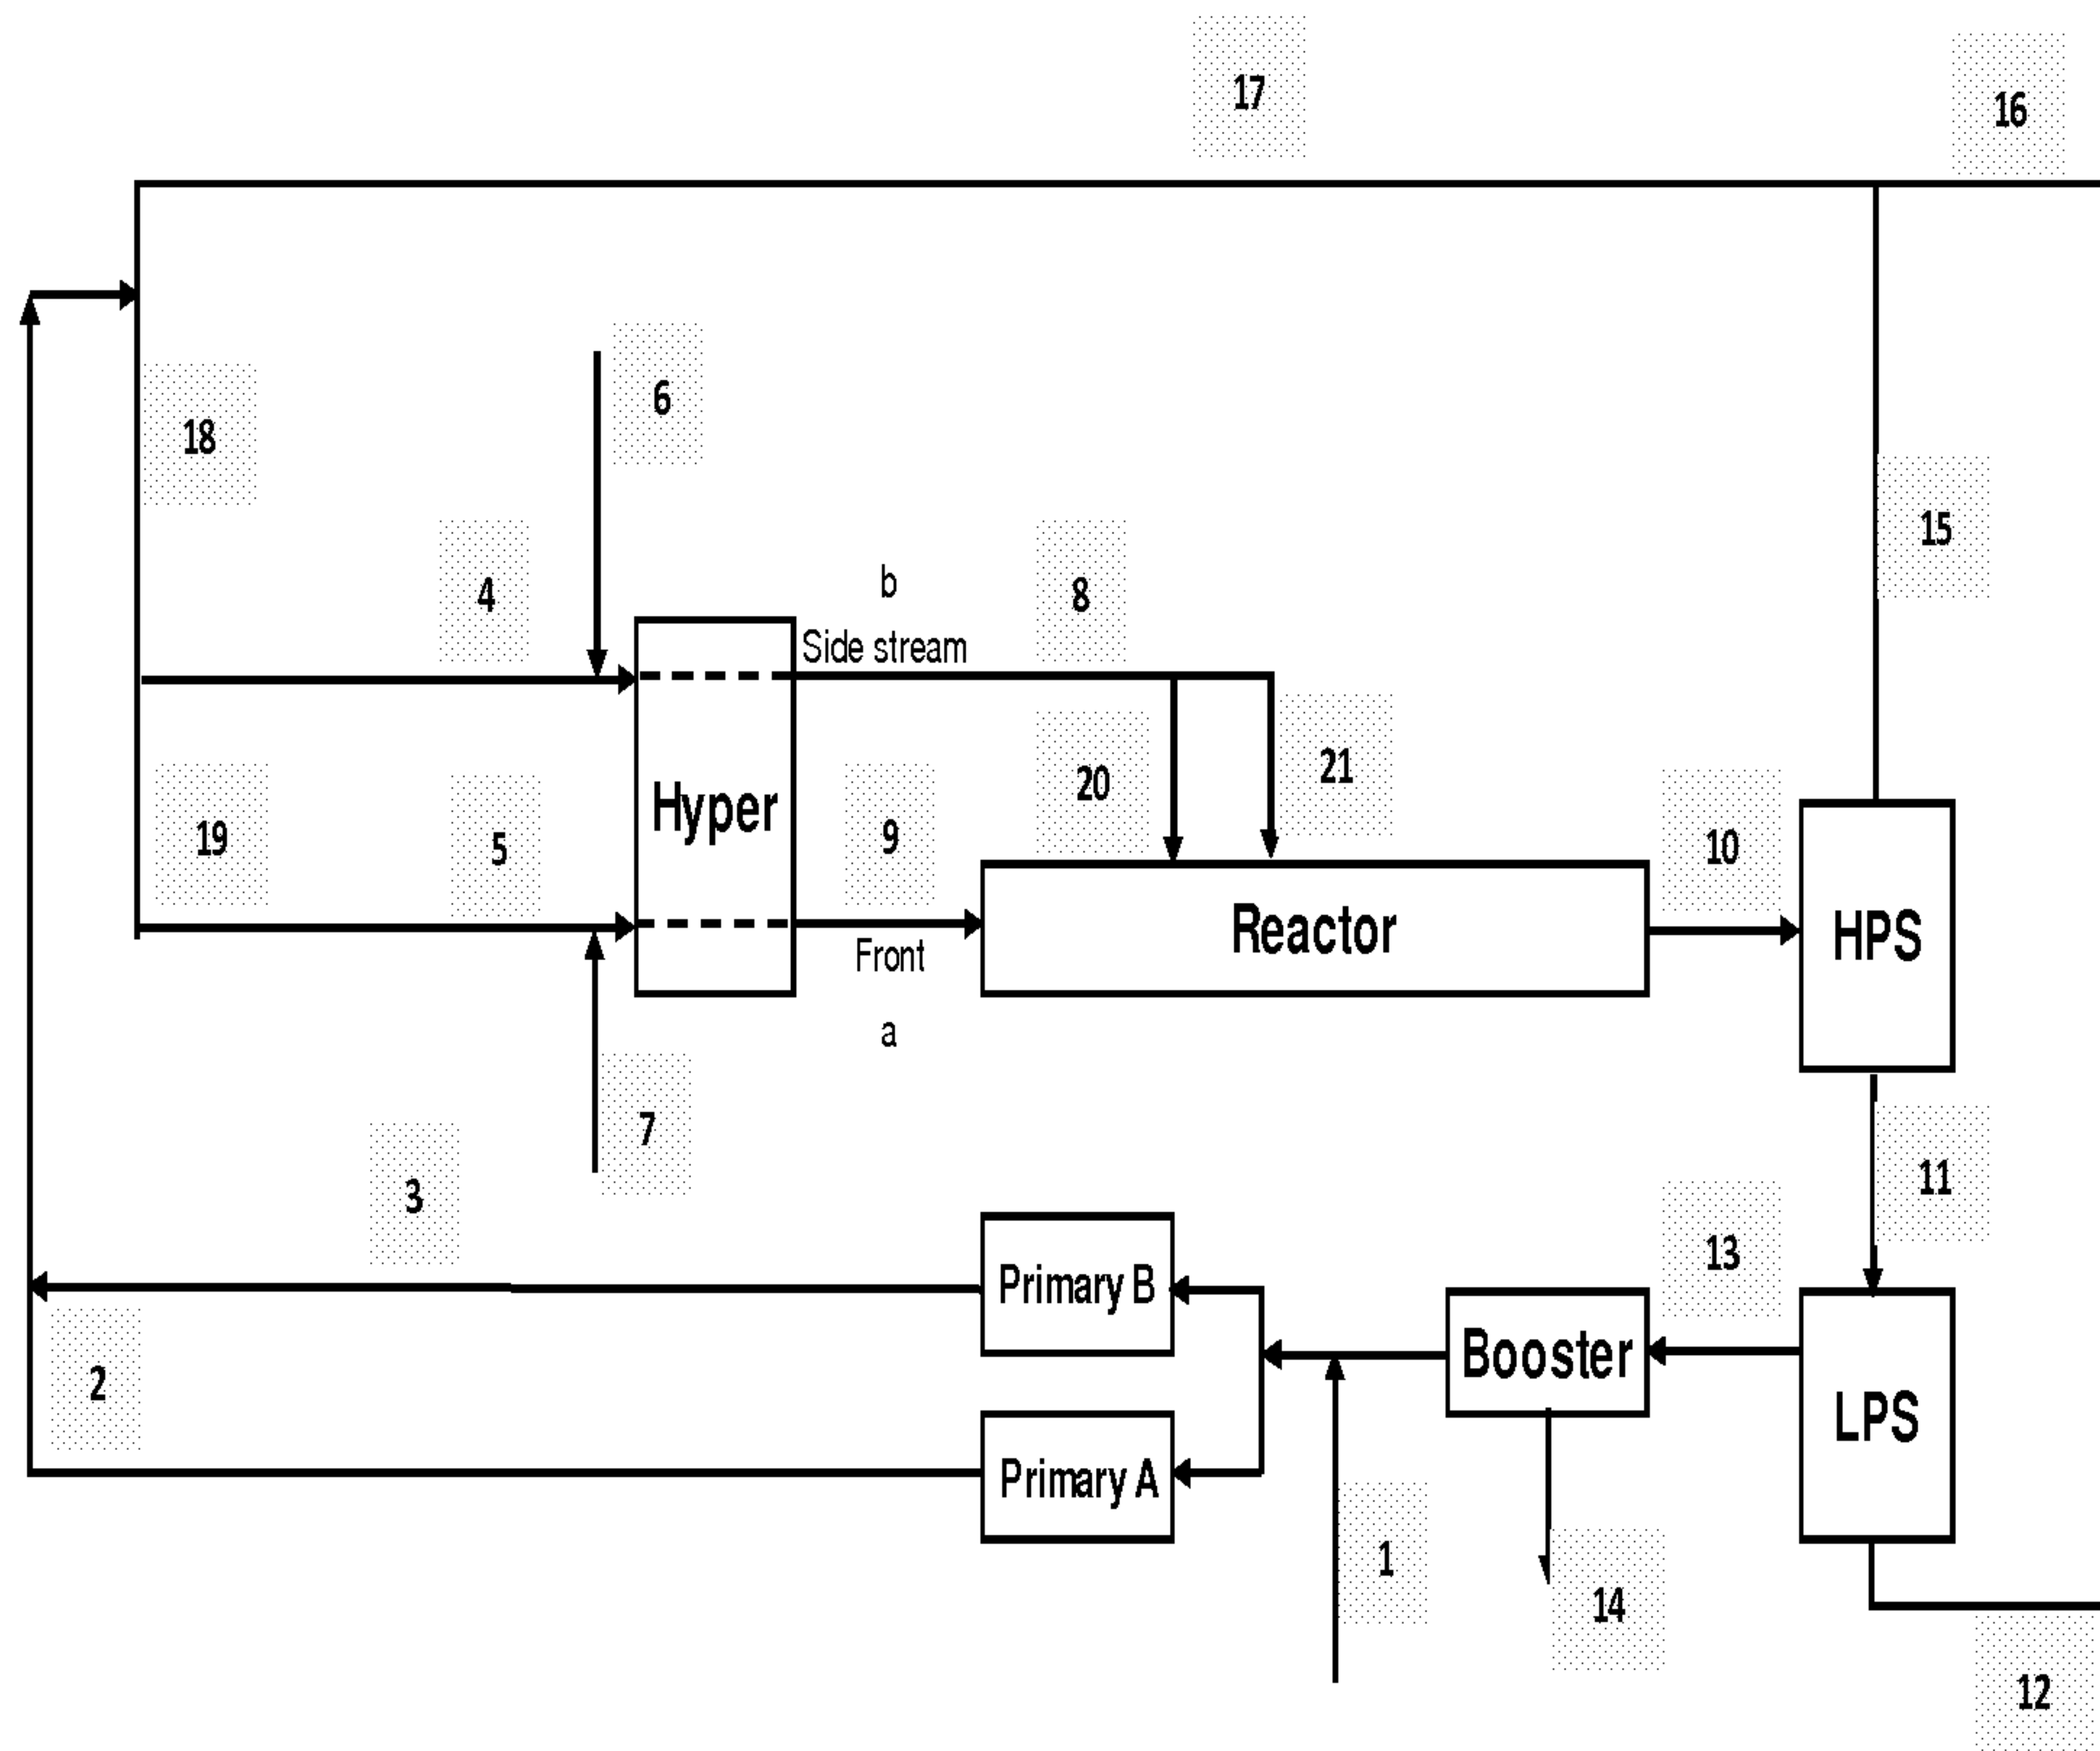 17
16
18
6
4
b
8
15
Side stream
20
21
19
5
Hyper
9
10
Reactor
HPS
Front
a
7
3
11
13
Primary B
Booster
2
LPS
Primary A
1
14
12